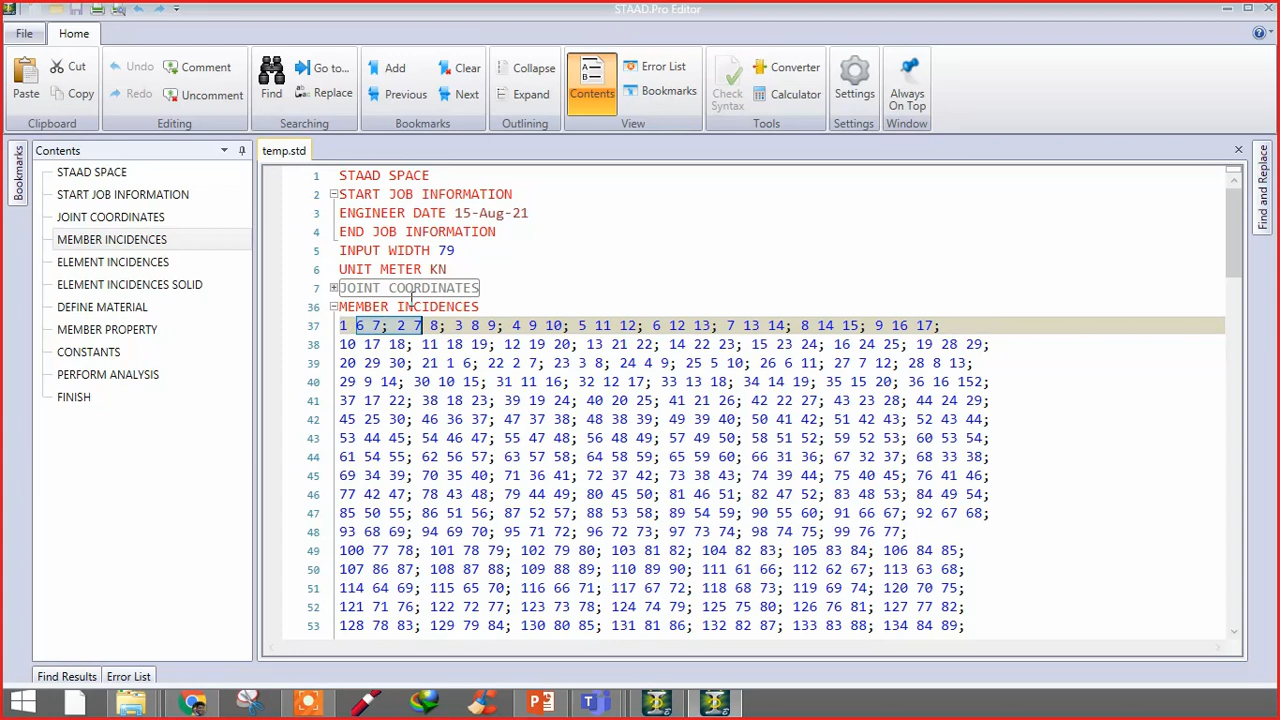 STAAD.Pro Editor
File Home
Paste Cut Copy Clipboard
Undo Redo Comment Uncomment Editing
Find Go to... Replace Searching
Add Previous Clear Next Bookmarks
Collapse Expand Outlining
Contents Error List Bookmarks View
Check Syntax Converter Calculator Tools
Settings Settings
Always On Top Window
Bookmarks
Contents
STAAD SPACE
START JOB INFORMATION
JOINT COORDINATES
MEMBER INCIDENCES
ELEMENT INCIDENCES
ELEMENT INCIDENCES SOLID
DEFINE MATERIAL
MEMBER PROPERTY
CONSTANTS
PERFORM ANALYSIS
FINISH
temp.std
1 STAAD SPACE
2 START JOB INFORMATION
3 ENGINEER DATE 15-Aug-21
4 END JOB INFORMATION
5 INPUT WIDTH 79
6 UNIT METER KN
7 JOINT COORDINATES
36 MEMBER INCIDENCES
37 1 6 7; 2 7 8; 3 8 9; 4 9 10; 5 11 12; 6 12 13; 7 13 14; 8 14 15; 9 16 17;
38 10 17 18; 11 18 19; 12 19 20; 13 21 22; 14 22 23; 15 23 24; 16 24 25; 19 28 29;
39 20 29 30; 21 1 6; 22 2 7; 23 3 8; 24 4 9; 25 5 10; 26 6 11; 27 7 12; 28 8 13;
40 29 9 14; 30 10 15; 31 11 16; 32 12 17; 33 13 18; 34 14 19; 35 15 20; 36 16 152;
41 37 17 22; 38 18 23; 39 19 24; 40 20 25; 41 21 26; 42 22 27; 43 23 28; 44 24 29;
42 45 25 30; 46 36 37; 47 37 38; 48 38 39; 49 39 40; 50 41 42; 51 42 43; 52 43 44;
43 53 44 45; 54 46 47; 55 47 48; 56 48 49; 57 49 50; 58 51 52; 59 52 53; 60 53 54;
44 61 54 55; 62 56 57; 63 57 58; 64 58 59; 65 59 60; 66 31 36; 67 32 37; 68 33 38;
45 69 34 39; 70 35 40; 71 36 41; 72 37 42; 73 38 43; 74 39 44; 75 40 45; 76 41 46;
46 77 42 47; 78 43 48; 79 44 49; 80 45 50; 81 46 51; 82 47 52; 83 48 53; 84 49 54;
47 85 50 55; 86 51 56; 87 52 57; 88 53 58; 89 54 59; 90 55 60; 91 66 67; 92 67 68;
48 93 68 69; 94 69 70; 95 71 72; 96 72 73; 97 73 74; 98 74 75; 99 76 77;
49 100 77 78; 101 78 79; 102 79 80; 103 81 82; 104 82 83; 105 83 84; 106 84 85;
50 107 86 87; 108 87 88; 109 88 89; 110 89 90; 111 61 66; 112 62 67; 113 63 68;
51 114 64 69; 115 65 70; 116 66 71; 117 67 72; 118 68 73; 119 69 74; 120 70 75;
52 121 71 76; 122 72 77; 123 73 78; 124 74 79; 125 75 80; 126 76 81; 127 77 82;
53 128 78 83; 129 79 84; 130 80 85; 131 81 86; 132 82 87; 133 83 88; 134 84 89;
Find and Replace
Find Results Error List